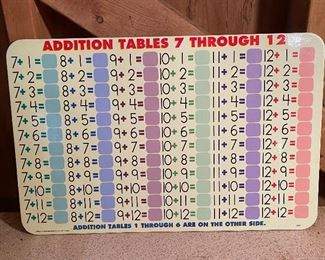 ADDITION TABLES 7 THROUGH 12
7+1= 8+1= 9+1= 10+1= 11+1= 12+1=
7+2= 8+2= 9+2= 10+2= 11+2= 12+2=
7+3= 8+3= 9+3= 10+3= 11+3= 12+3=
7+4= 8+4= 9+4= 10+4= 11+4= 12+4=
7+5= 8+5= 9+5= 10+5= 11+5= 12+5=
7+6= 8+6= 9+6= 10+6= 11+6= 12+6=
7+7= 8+7= 9+7= 10+7= 11+7= 12+7=
7+8= 8+8= 9+8= 10+8= 11+8= 12+8=
7+9= 8+9= 9+9= 10+9= 11+9= 12+9=
7+10= 8+10= 9+10= 10+10= 11+10= 12+10=
7+11= 8+11= 9+11= 10+11= 11+11= 12+11=
7+12= 8+12= 9+12= 10+12= 11+12= 12+12=
ADDITION TABLES 1 THROUGH 6 ARE ON THE OTHER SIDE.